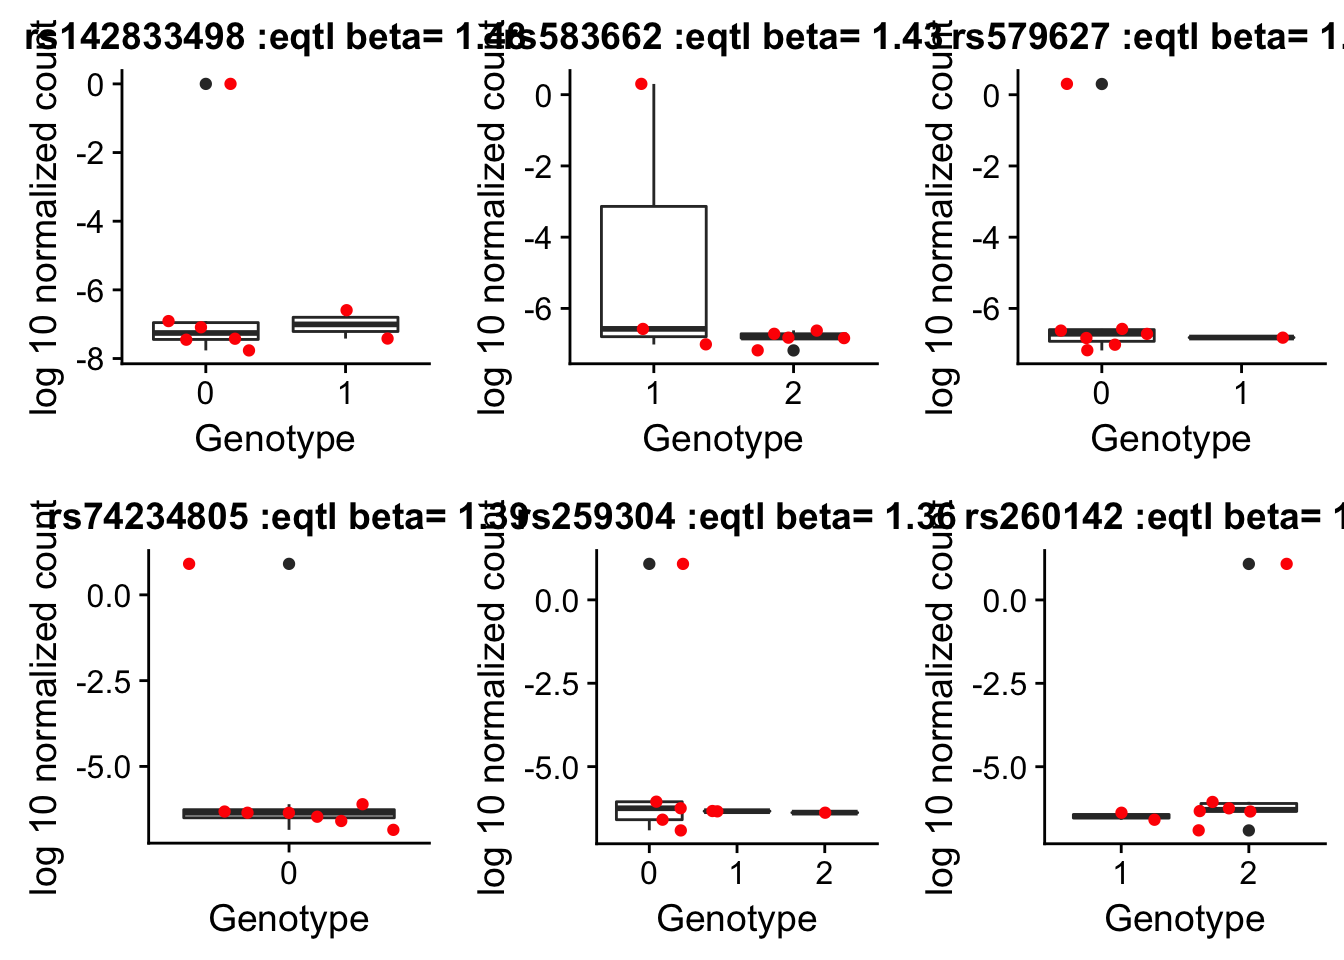 rs142833498 :eqtl beta= 1.48
log 10 normalized count
0
-2
-4
-6
-8
0 1
Genotype
rs583662 :eqtl beta= 1.43
log 10 normalized count
0
-2
-4
-6
1 2
Genotype
rs579627 :eqtl beta= 1.
log 10 normalized count
0
-2
-4
-6
0 1
Genotype
rs74234805 :eqtl beta= 1.39
log 10 normalized count
0.0
-2.5
-5.0
0
Genotype
rs259304 :eqtl beta= 1.36
log 10 normalized count
0.0
-2.5
-5.0
0 1 2
Genotype
rs260142 :eqtl beta= 1
log 10 normalized count
0.0
-2.5
-5.0
1 2
Genotype